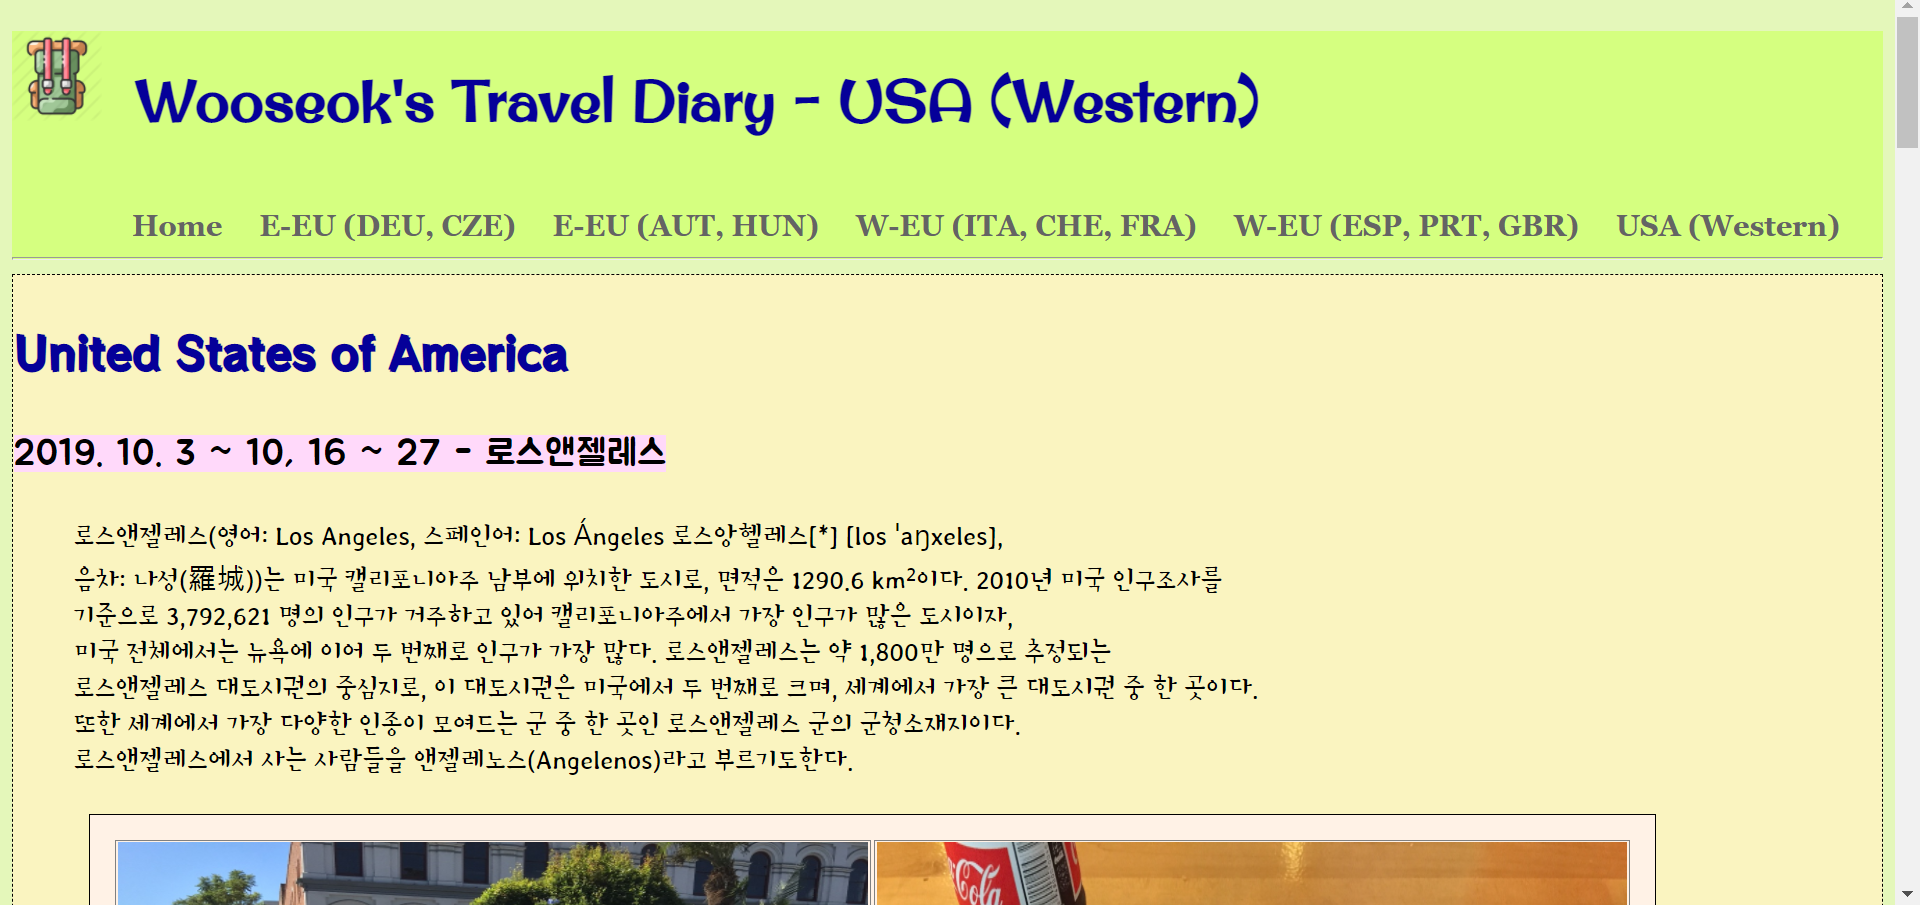 Wooseok's Travel Diary - USA (Western)
Home E-EU (DEU, CZE) E-EU (AUT, HUN) W-EU (ITA, CHE, FRA) W-EU (ESP, PRT, GBR) USA (Western)
United States of America
2019. 10. 3 ~ 10, 16 ~ 27 - 로스앤젤레스
로스앤젤레스(영어: Los Angeles, 스페인어: Los Ángeles 로스앙헬레스[*] [los ˈaŋxeles],
음차: 나성(羅城))는 미국 캘리포니아주 남부에 위치한 도시로, 면적은 1290.6 km²이다. 2010년 미국 인구조사를
기준으로 3,792,621 명의 인구가 거주하고 있어 캘리포니아주에서 가장 인구가 많은 도시이자,
미국 전체에서는 뉴욕에 이어 두 번째로 인구가 가장 많다. 로스앤젤레스는 약 1,800만 명으로 추정되는
로스앤젤레스 대도시권의 중심지로, 이 대도시권은 미국에서 두 번째로 크며, 세계에서 가장 큰 대도시권 중 한 곳이다.
또한 세계에서 가장 다양한 인종이 모여드는 군 중 한 곳인 로스앤젤레스 군의 군청소재지이다.
로스앤젤레스에서 사는 사람들을 앤젤레노스(Angelenos)라고 부르기도한다.
Cola